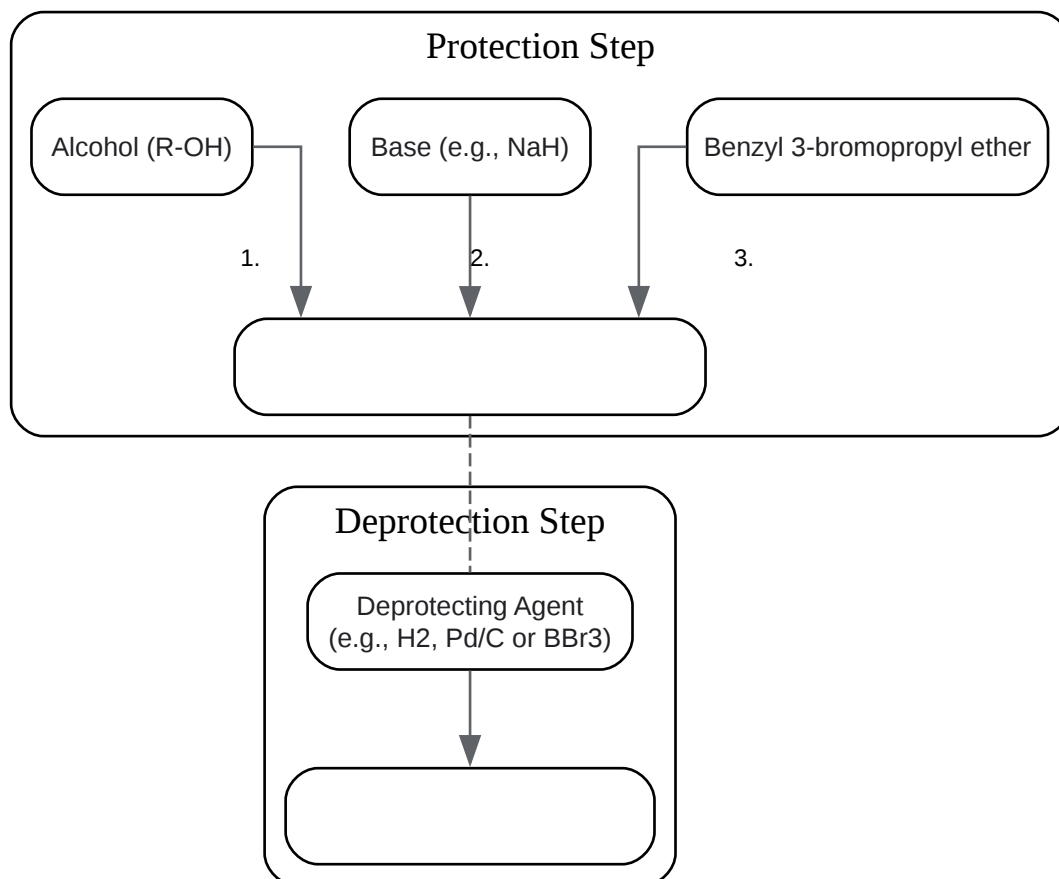 Protection Step
Alcohol (R-OH)
Base (e.g., NaH)
Benzyl 3-bromopropyl ether
1.
2.
3.
Deprotection Step
Deprotecting Agent
(e.g., H2, Pd/C or BBr3)